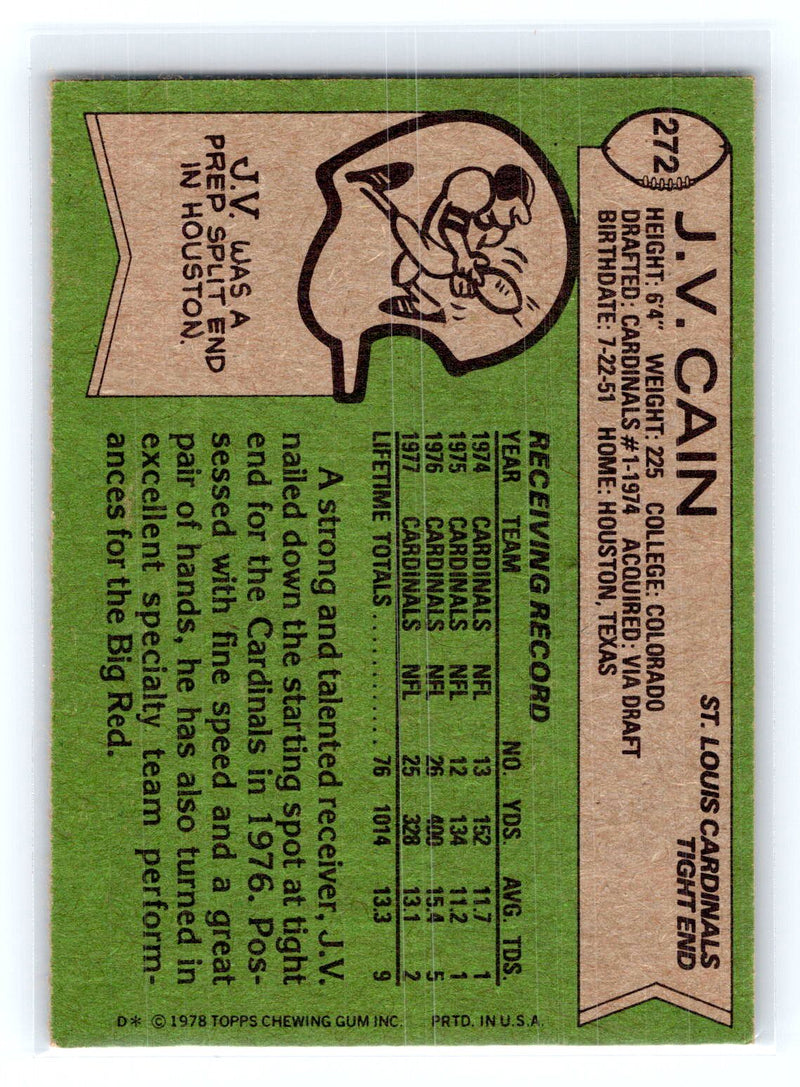 272
J.V. CAIN
ST. LOUIS CARDINALS
TIGHT END
HEIGHT: 6'4" WEIGHT: 225 COLLEGE: COLORADO
DRAFTED: CARDINALS #1-1974 ACQUIRED: VIA DRAFT
BIRTHDATE: 7-22-51 HOME: HOUSTON, TEXAS
J.V. WAS A
PREP SPLIT END
IN HOUSTON.
RECEIVING RECORD
YEAR TEAM NO. YDS. AVG. TDS.
1974 CARDINALS NFL 13 152 11.7 1
1975 CARDINALS NFL 12 134 11.2 1
1976 CARDINALS NFL 26 400 15.4 5
1977 CARDINALS NFL 25 328 13.1 2
LIFETIME TOTALS.......... 76 1014 13.3 9
A strong and talented receiver, J.V.
nailed down the starting spot at tight
end for the Cardinals in 1976. Pos-
sessed with fine speed and a great
pair of hands, he has also turned in
excellent specialty team perform-
ances for the Big Red.
D* © 1978 TOPPS CHEWING GUM INC. PRTD. IN U.S.A.